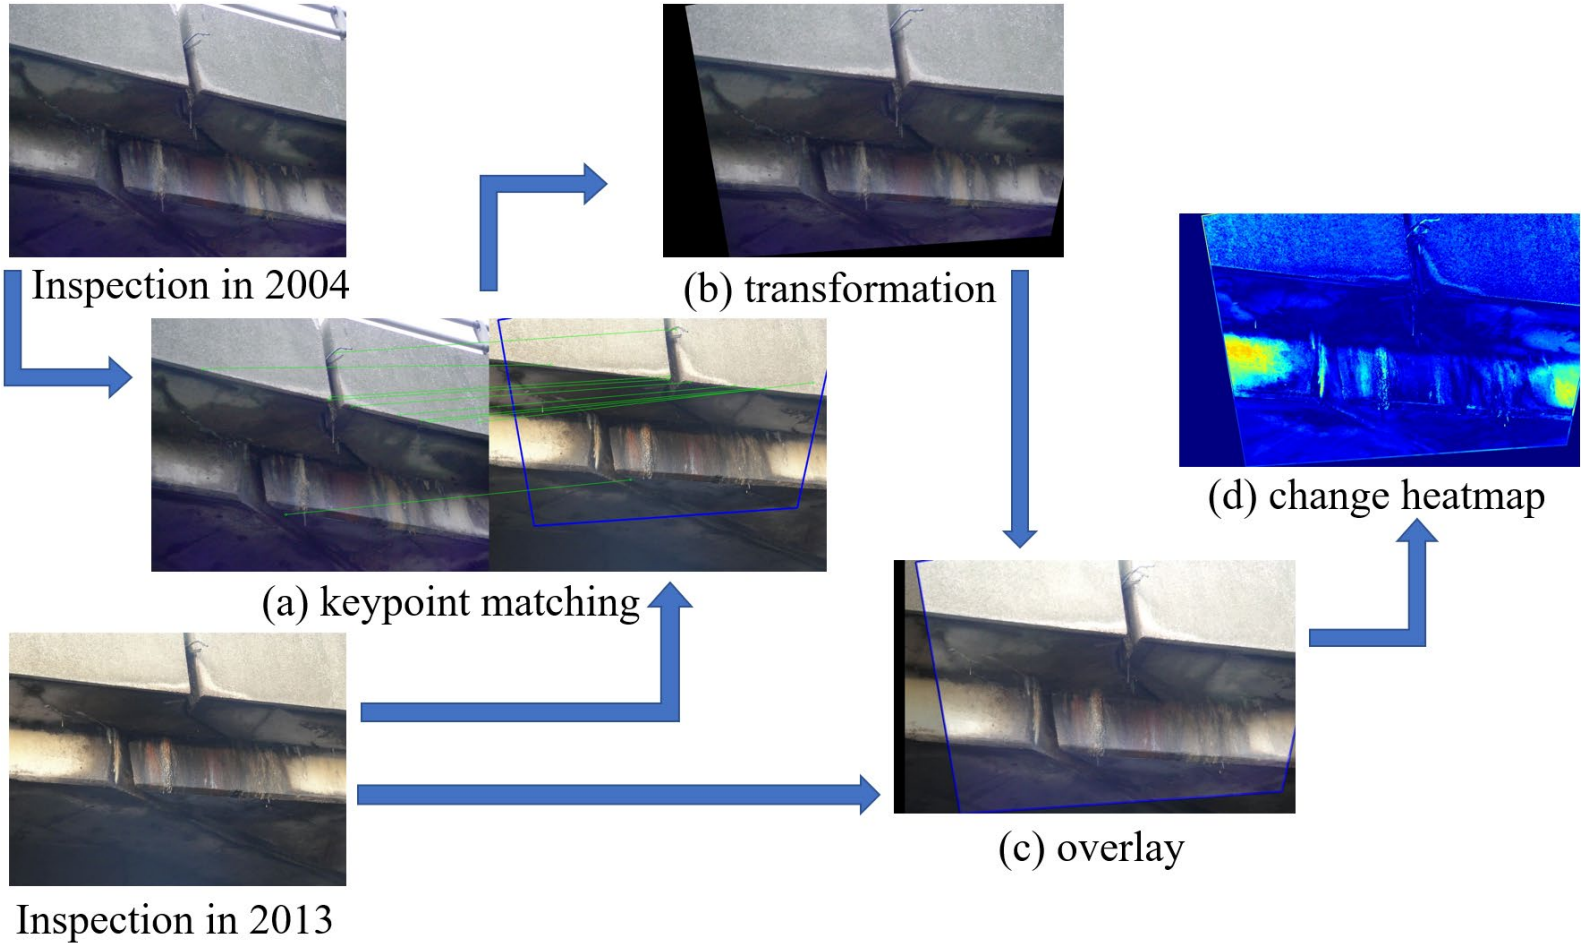 Inspection in 2004
(b) transformation
(a) keypoint matching
(d) change heatmap
(c) overlay
Inspection in 2013